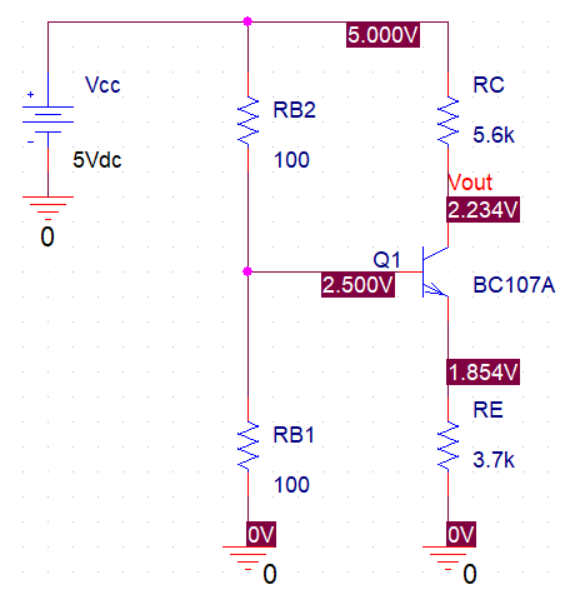 5.000V
Vcc
RC
RB2
5.6k
5Vdc
100
Vout
2.234V
0
Q1
2.500V
BC107A
1.854V
RE
RB1
3.7k
100
0V
0V
0
0